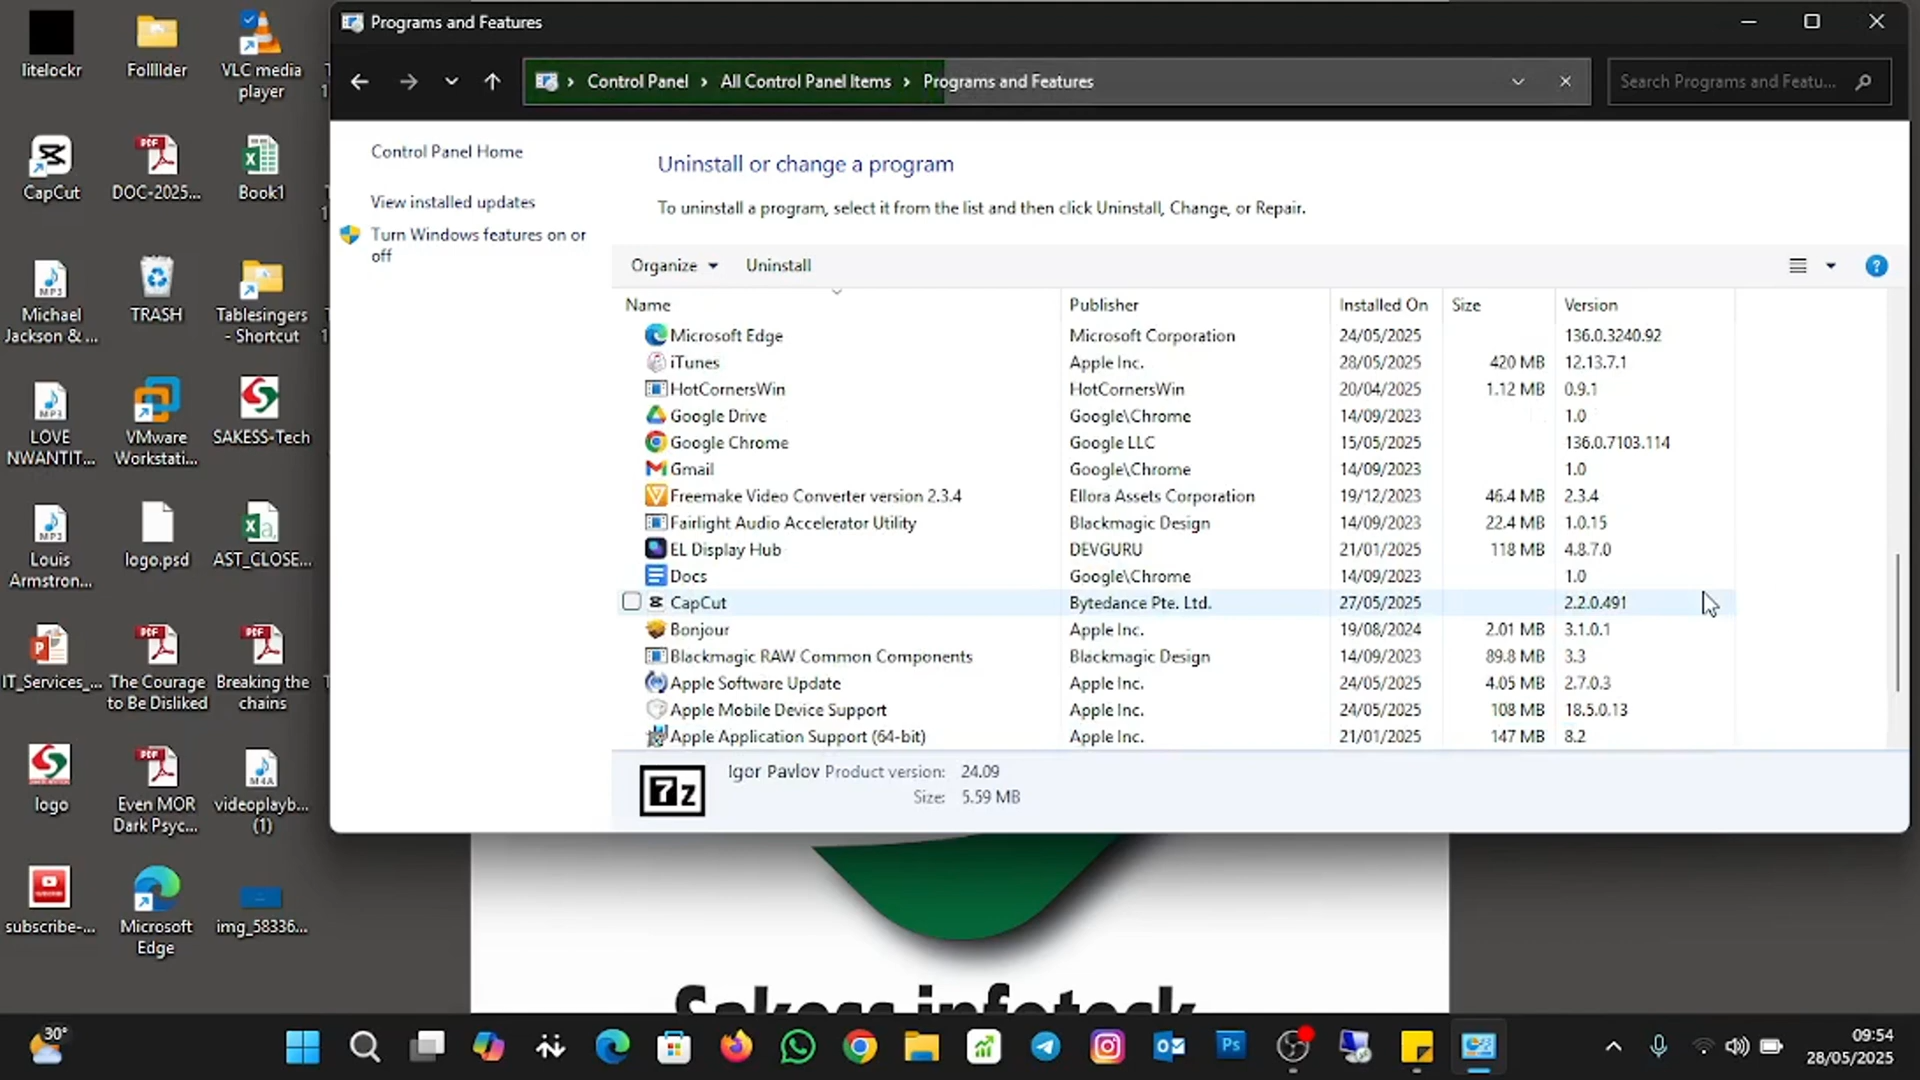 litelockr
Folllder
VLC media
player
CapCut
DOC-2025...
Book1
Michael
Jackson & ...
TRASH
Tablesingers
- Shortcut
LOVE
NWANTIT...
VMware
Workstati...
SAKESS-Tech
Louis
Armstron...
logo.psd
AST_CLOSE...
IT_Services_...
The Courage
to Be Disliked
Breaking the
chains
logo
Even MOR
Dark Psyc...
videoplayb...
(1)
subscribe-...
Microsoft
Edge
img_58336...
Programs and Features
Control Panel > All Control Panel Items > Programs and Features
Search Programs and Featu...
Control Panel Home
View installed updates
Turn Windows features on or
off
Uninstall or change a program
To uninstall a program, select it from the list and then click Uninstall, Change, or Repair.
Organize Uninstall
Name Publisher Installed On Size Version
Microsoft Edge Microsoft Corporation 24/05/2025 136.0.3240.92
iTunes Apple Inc. 28/05/2025 420 MB 12.13.7.1
HotCornersWin HotCornersWin 20/04/2025 1.12 MB 0.9.1
Google Drive Google\Chrome 14/09/2023 1.0
Google Chrome Google LLC 15/05/2025 136.0.7103.114
Gmail Google\Chrome 14/09/2023 1.0
Freemake Video Converter version 2.3.4 Ellora Assets Corporation 19/12/2023 46.4 MB 2.3.4
Fairlight Audio Accelerator Utility Blackmagic Design 14/09/2023 22.4 MB 1.0.15
EL Display Hub DEVGURU 21/01/2025 118 MB 4.8.7.0
Docs Google\Chrome 14/09/2023 1.0
CapCut Bytedance Pte. Ltd. 27/05/2025 2.2.0.491
Bonjour Apple Inc. 19/08/2024 2.01 MB 3.1.0.1
Blackmagic RAW Common Components Blackmagic Design 14/09/2023 89.8 MB 3.3
Apple Software Update Apple Inc. 24/05/2025 4.05 MB 2.7.0.3
Apple Mobile Device Support Apple Inc. 24/05/2025 108 MB 18.5.0.13
Apple Application Support (64-bit) Apple Inc. 21/01/2025 147 MB 8.2
7z
Igor Pavlov Product version: 24.09
Size: 5.59 MB
Sakess infotech
30°
Ps
09:54
28/05/2025